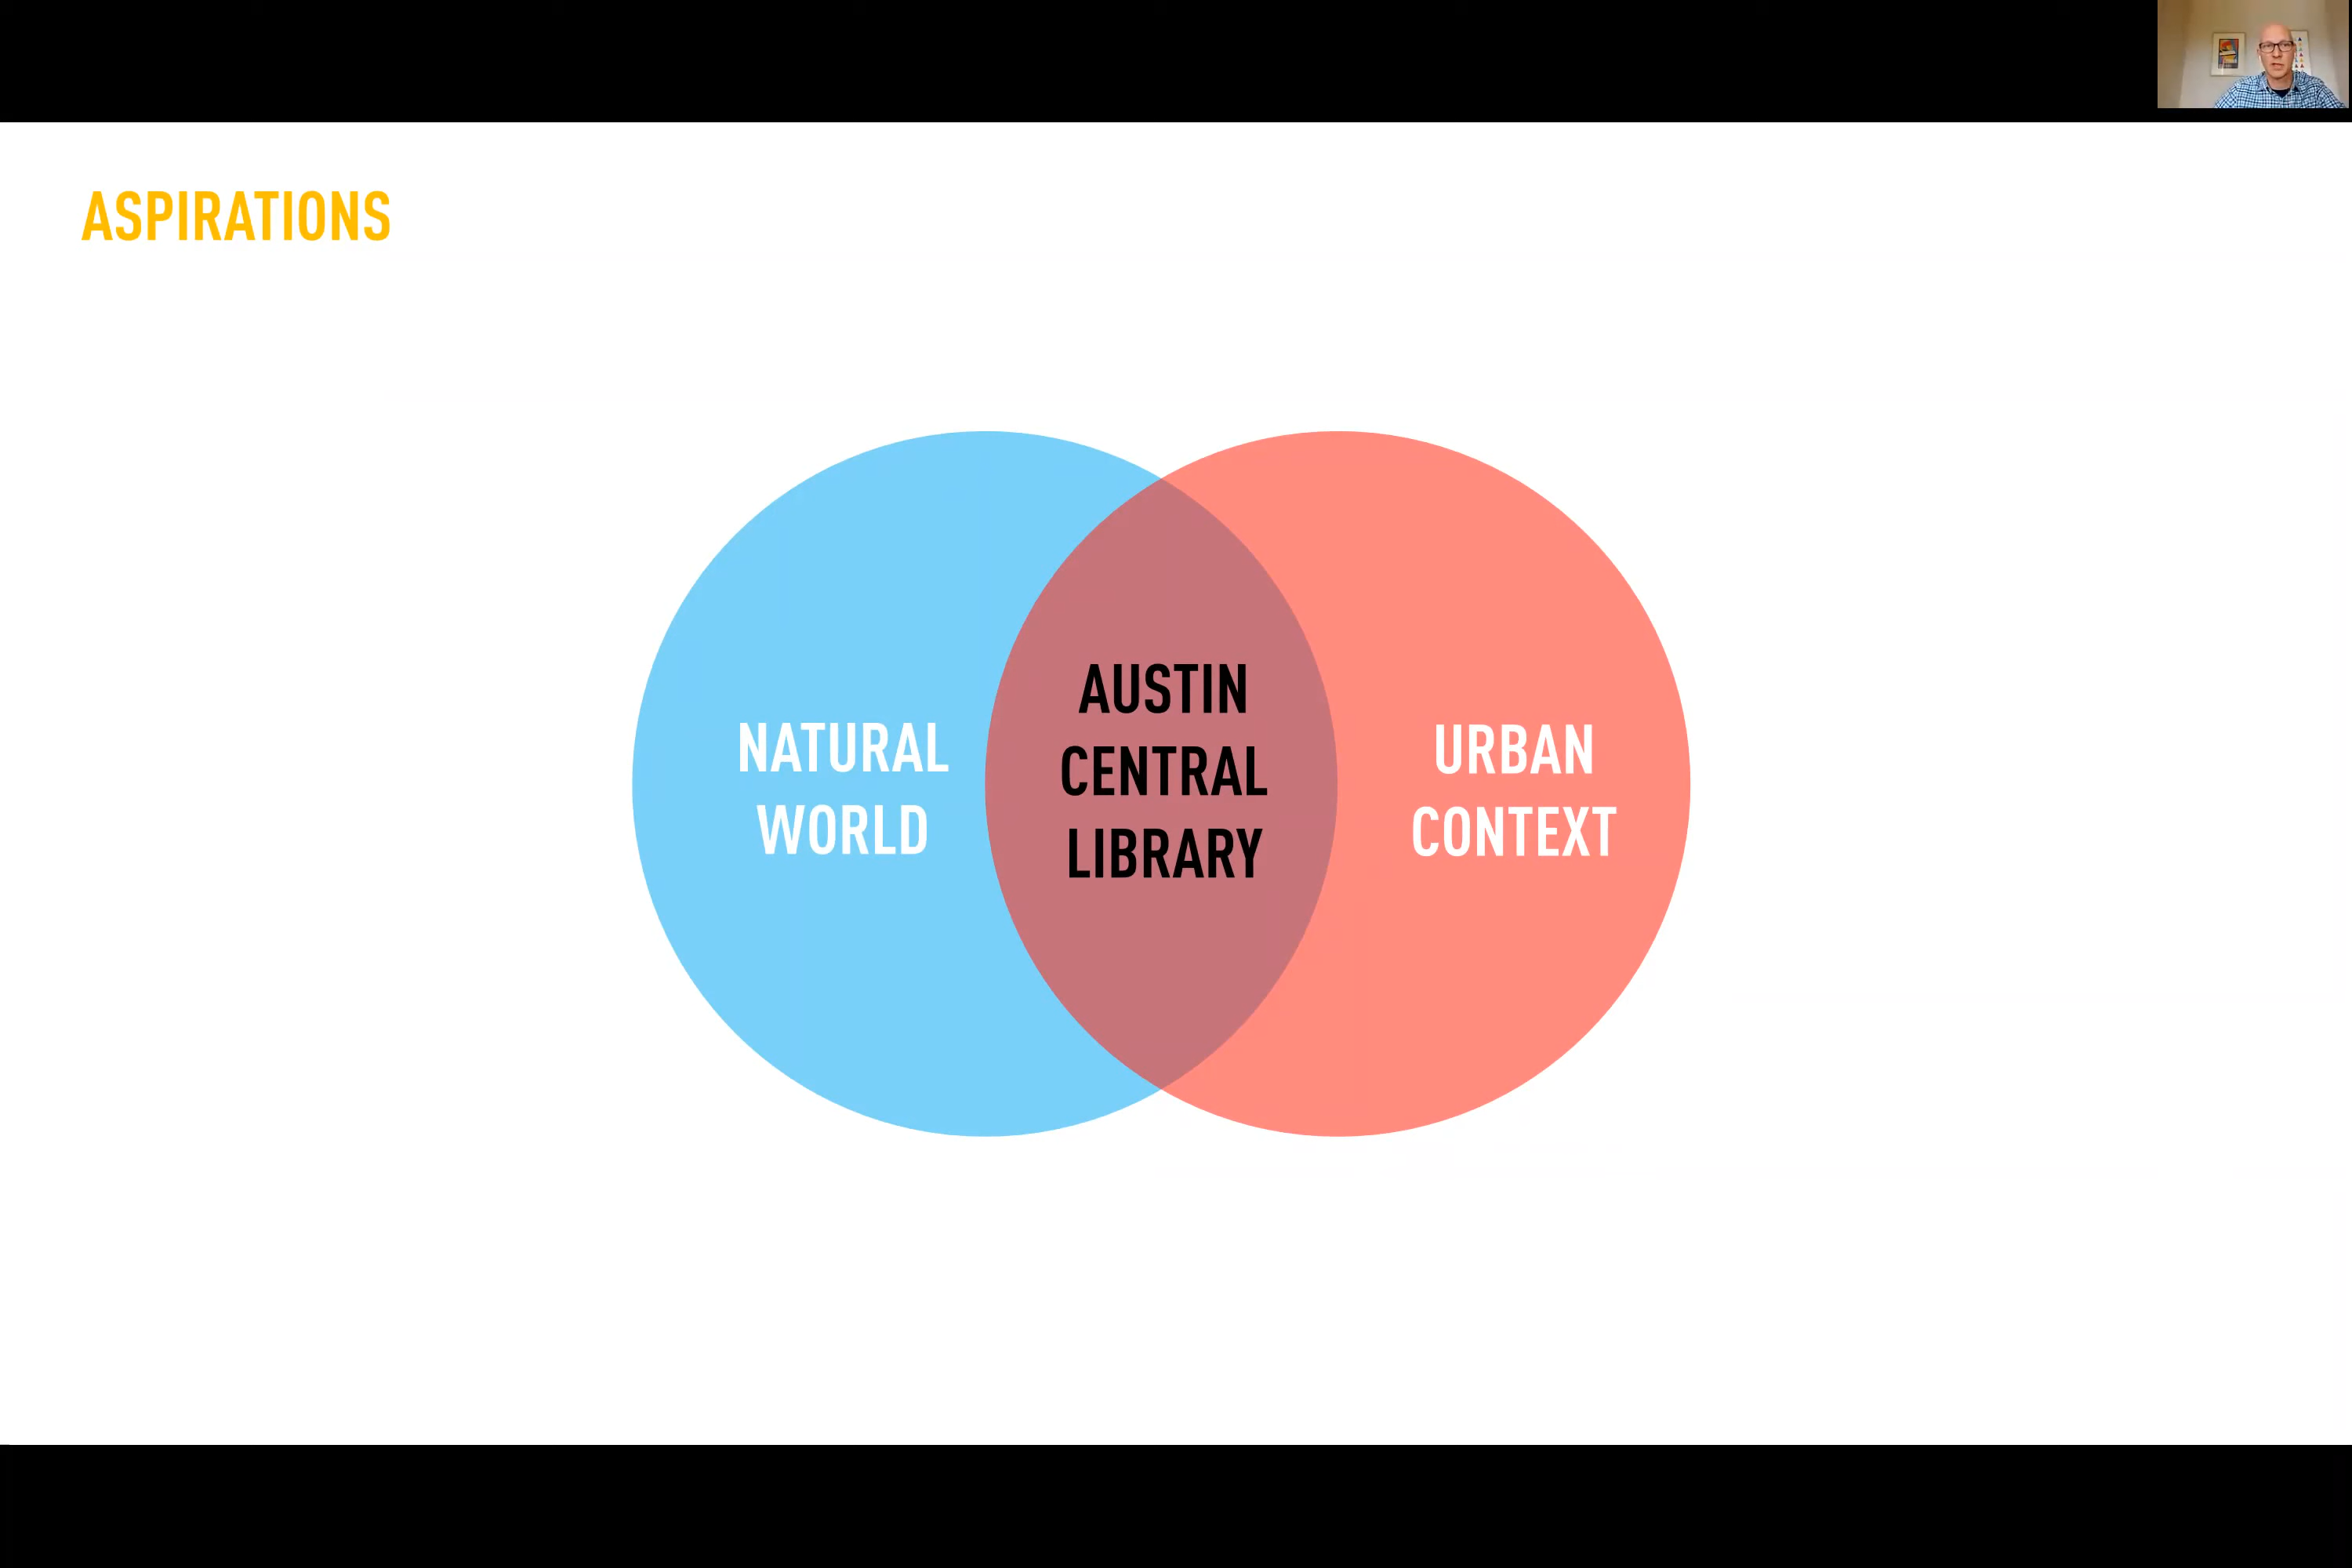 ASPIRATIONS
NATURAL
WORLD
AUSTIN
CENTRAL
LIBRARY
URBAN
CONTEXT